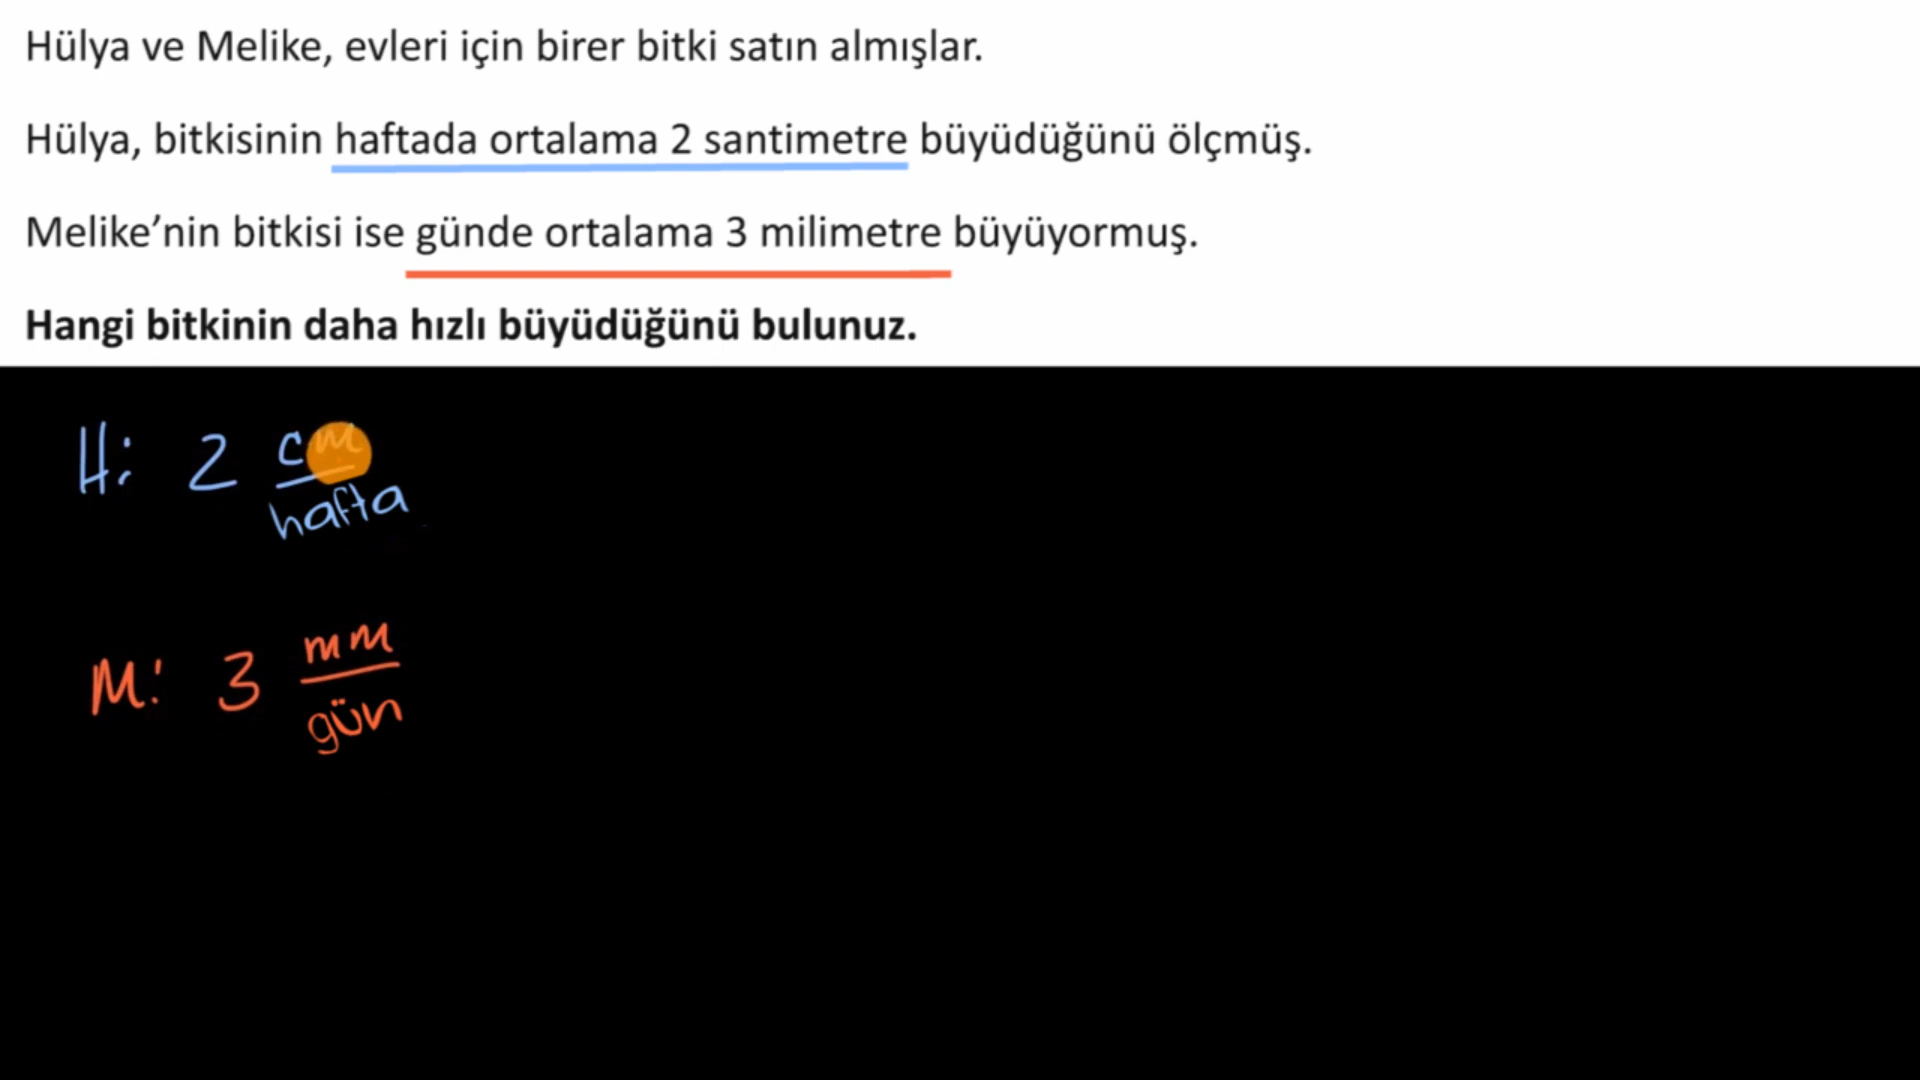 Hülya ve Melike, evleri için birer bitki satın almışlar.
Hülya, bitkisinin haftada ortalama 2 santimetre büyüdüğünü ölçmüş.
Melike’nin bitkisi ise günde ortalama 3 milimetre büyüyormuş.
Hangi bitkinin daha hızlı büyüdüğünü bulunuz.
H: 2 cm
hafta
M: 3 mm
gün